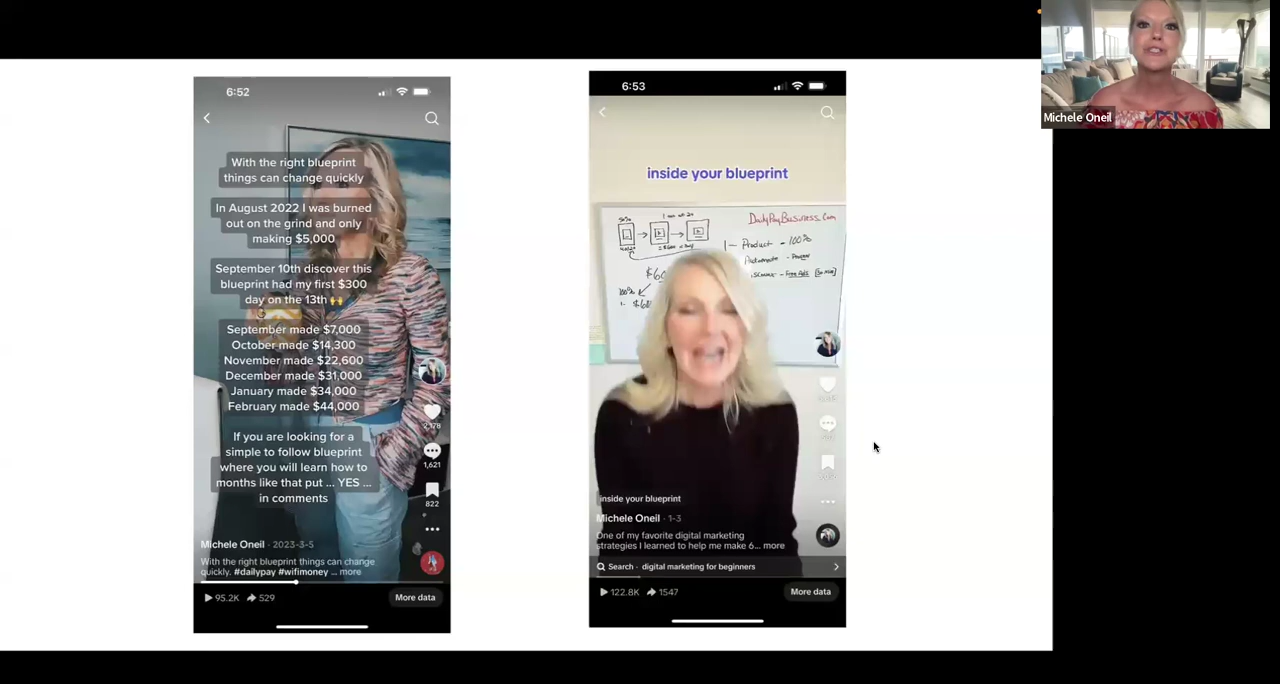 6:52
With the right blueprint
things can change quickly
In August 2022 I was burned
out on the grind and only
making $5,000
September 10th discover this
blueprint had my first $300
day on the 13th 🙌
September made $7,000
October made $14,300
November made $22,600
December made $31,000
January made $34,000
February made $44,000
If you are looking for a
simple to follow blueprint
where you will learn how to
months like that put ... YES ...
in comments
2,178
1,621
822
Michele Oneil · 2023-3-5
With the right blueprint things can change
quickly. #dailypay #wifimoney ... more
95.2K 529
More data
6:53
inside your blueprint
DailyPayBusiness.Com
Product - 100%
inside your blueprint
Michele Oneil · 1-3
One of my favorite digital marketing
strategies I learned to help me make 6... more
Search · digital marketing for beginners
122.8K 1547
More data
Michele Oneil